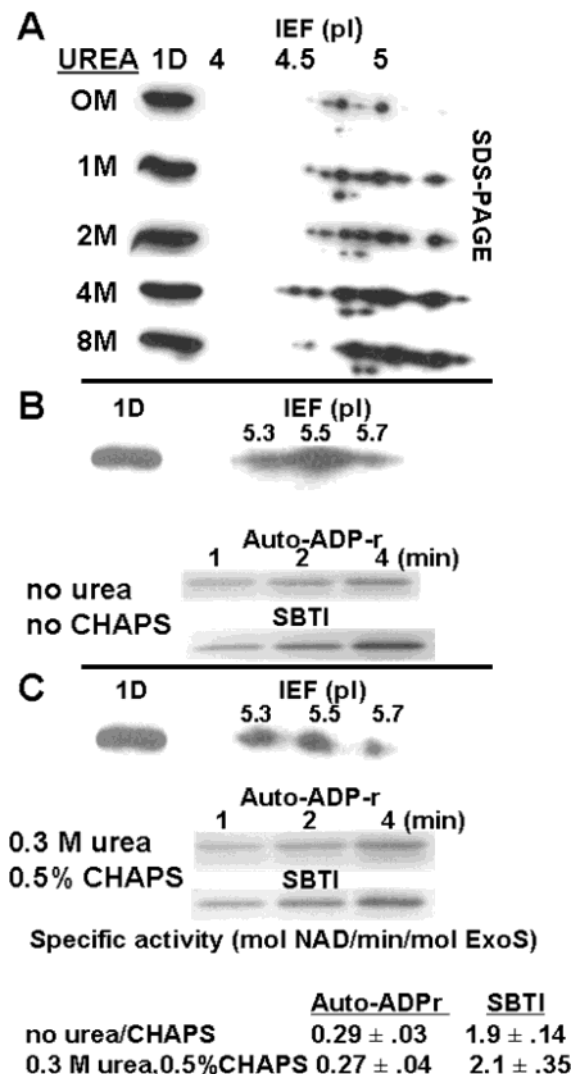 A
IEF (pI)
UREA 1D 4 4.5 5
OM
1M
2M
4M
8M
SDS-PAGE
B
1D IEF (pI)
5.3 5.5 5.7
Auto-ADP-r
1 2 4 (min)
no urea
no CHAPS
SBTI
C
1D IEF (pI)
5.3 5.5 5.7
Auto-ADP-r
1 2 4 (min)
0.3 M urea
0.5% CHAPS
SBTI
Specific activity (mol NAD/min/mol ExoS)
Auto-ADPr SBTI
no urea/CHAPS 0.29 ± .03 1.9 ± .14
0.3 M urea,0.5%CHAPS 0.27 ± .04 2.1 ± .35